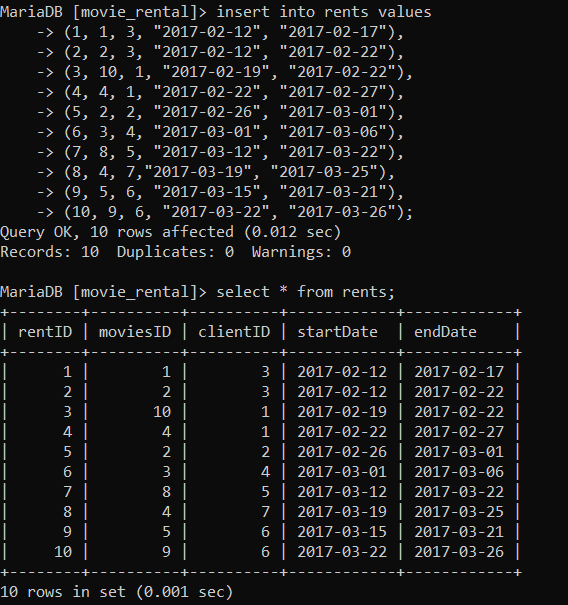 MariaDB [movie_rental]> insert into rents values
    -> (1, 1, 3, "2017-02-12", "2017-02-17"),
    -> (2, 2, 3, "2017-02-12", "2017-02-22"),
    -> (3, 10, 1, "2017-02-19", "2017-02-22"),
    -> (4, 4, 1, "2017-02-22", "2017-02-27"),
    -> (5, 2, 2, "2017-02-26", "2017-03-01"),
    -> (6, 3, 4, "2017-03-01", "2017-03-06"),
    -> (7, 8, 5, "2017-03-12", "2017-03-22"),
    -> (8, 4, 7,"2017-03-19", "2017-03-25"),
    -> (9, 5, 6, "2017-03-15", "2017-03-21"),
    -> (10, 9, 6, "2017-03-22", "2017-03-26");
Query OK, 10 rows affected (0.012 sec)
Records: 10  Duplicates: 0  Warnings: 0

MariaDB [movie_rental]> select * from rents;
+--------+----------+----------+------------+------------+
| rentID | moviesID | clientID | startDate  | endDate    |
+--------+----------+----------+------------+------------+
|      1 |        1 |        3 | 2017-02-12 | 2017-02-17 |
|      2 |        2 |        3 | 2017-02-12 | 2017-02-22 |
|      3 |       10 |        1 | 2017-02-19 | 2017-02-22 |
|      4 |        4 |        1 | 2017-02-22 | 2017-02-27 |
|      5 |        2 |        2 | 2017-02-26 | 2017-03-01 |
|      6 |        3 |        4 | 2017-03-01 | 2017-03-06 |
|      7 |        8 |        5 | 2017-03-12 | 2017-03-22 |
|      8 |        4 |        7 | 2017-03-19 | 2017-03-25 |
|      9 |        5 |        6 | 2017-03-15 | 2017-03-21 |
|     10 |        9 |        6 | 2017-03-22 | 2017-03-26 |
+--------+----------+----------+------------+------------+
10 rows in set (0.001 sec)